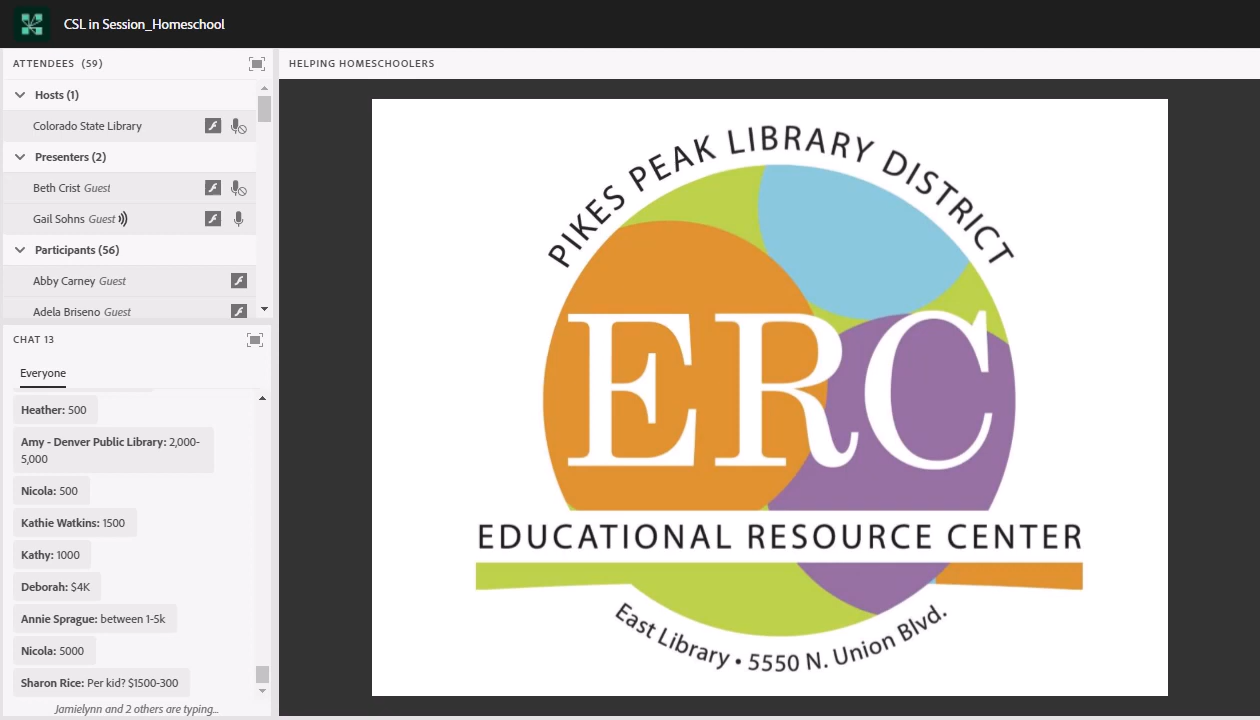 CSL in Session_Homeschool
ATTENDEES (59)
Hosts (1)
Colorado State Library
Presenters (2)
Beth Crist Guest
Gail Sohns Guest
Participants (56)
Abby Carney Guest
Adela Briseno Guest
CHAT 13
Everyone
Heather: 500
Amy - Denver Public Library: 2,000-
5,000
Nicola: 500
Kathie Watkins: 1500
Kathy: 1000
Deborah: $4K
Annie Sprague: between 1-5k
Nicola: 5000
Sharon Rice: Per kid? $1500-300
Jamielynn and 2 others are typing...
HELPING HOMESCHOOLERS
PIKES PEAK LIBRARY DISTRICT
ERC
EDUCATIONAL RESOURCE CENTER
East Library • 5550 N. Union Blvd.